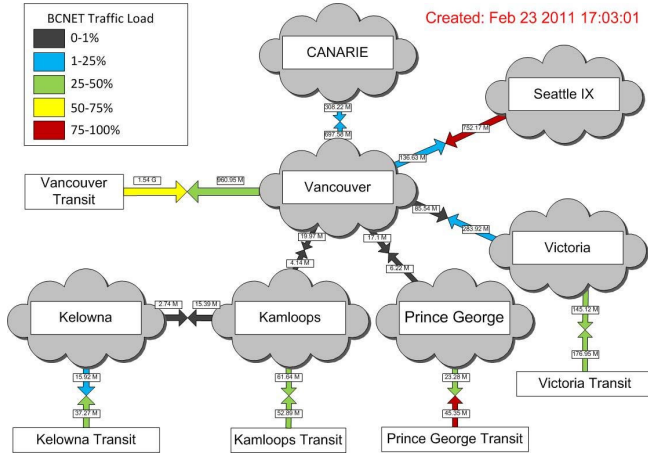 BCNET Traffic Load
0-1%
1-25%
25-50%
50-75%
75-100%
Created: Feb 23 2011 17:03:01
CANARIE
308.22 M
697.58 M
Seattle IX
752.17 M
136.63 M
Vancouver
Transit
1.54 G
960.95 M
Vancouver
85.54 M
283.92 M
Victoria
19.97 M
4.14 M
17.1 M
6.22 M
Kelowna
2.74 M
15.39 M
Kamloops
Prince George
145.12 M
176.95 M
15.92 M
37.27 M
61.64 M
52.89 M
23.28 M
45.35 M
Victoria Transit
Kelowna Transit
Kamloops Transit
Prince George Transit